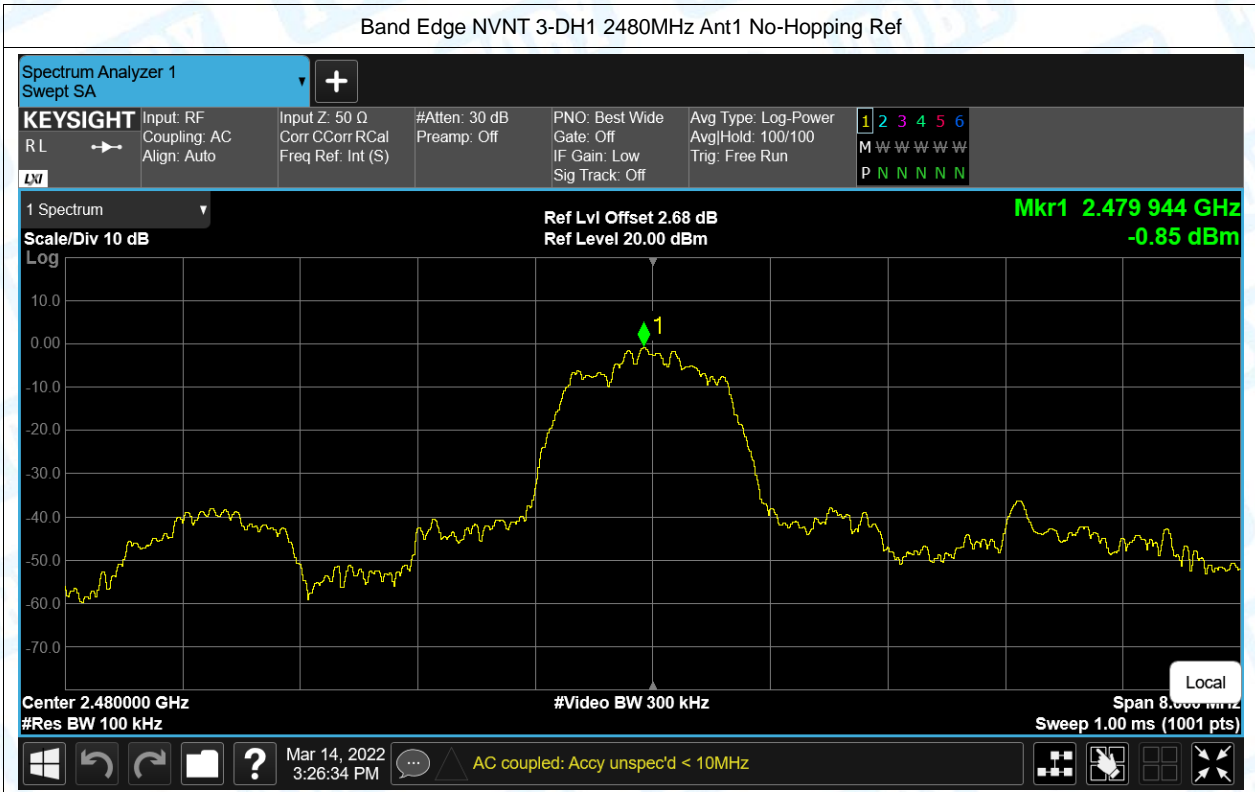 Band Edge NVNT 3-DH1 2480MHz Ant1 No-Hopping Ref
Spectrum Analyzer 1
Swept SA
+
KEYSIGHT
RL
LXI
Input: RF
Coupling: AC
Align: Auto
Input Z: 50 Ω
Corr CCorr RCal
Freq Ref: Int (S)
#Atten: 30 dB
Preamp: Off
PNO: Best Wide
Gate: Off
IF Gain: Low
Sig Track: Off
Avg Type: Log-Power
Avg|Hold: 100/100
Trig: Free Run
1 2 3 4 5 6
M W W W W W
P N N N N N
1 Spectrum
Scale/Div 10 dB
Ref Lvl Offset 2.68 dB
Ref Level 20.00 dBm
Mkr1 2.479 944 GHz
-0.85 dBm
Log
10.0
0.00
-10.0
-20.0
-30.0
-40.0
-50.0
-60.0
-70.0
1
Local
Center 2.480000 GHz
#Video BW 300 kHz
Span 8.000 MHz
#Res BW 100 kHz
Sweep 1.00 ms (1001 pts)
?
Mar 14, 2022
3:26:34 PM
AC coupled: Accy unspec'd < 10MHz